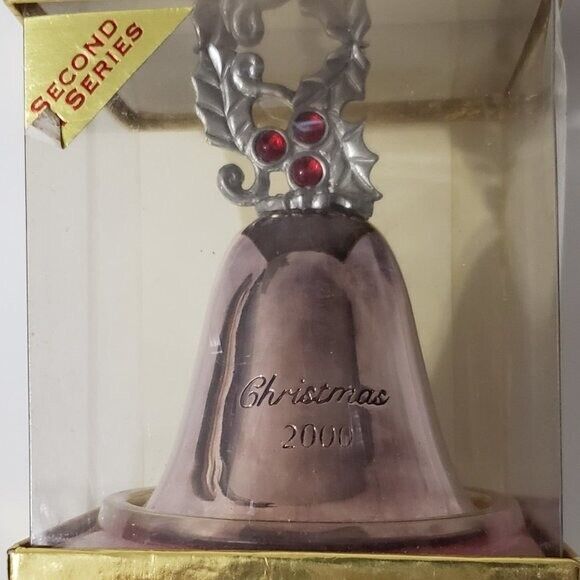 SECOND
SERIES
Christmas
2000